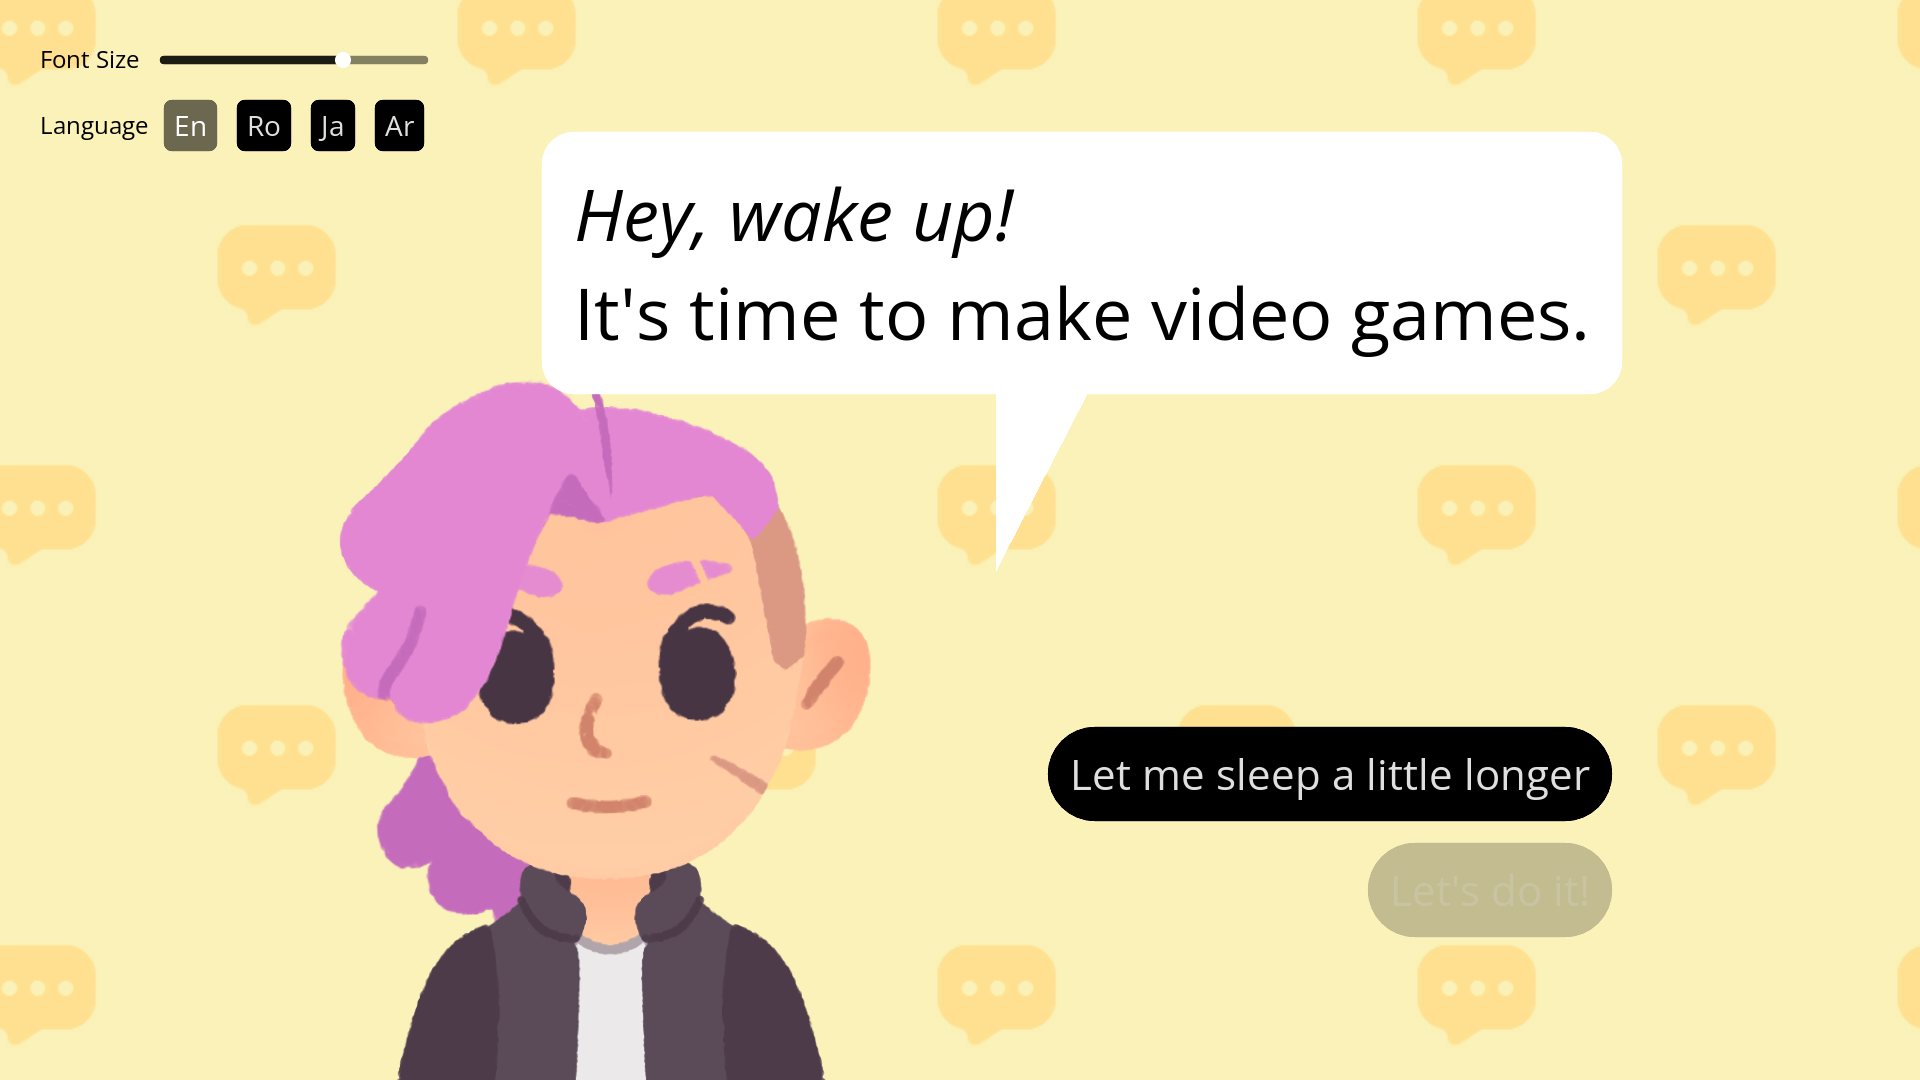 Font Size
Language En Ro Ja Ar
Hey, wake up!
It's time to make video games.
Let me sleep a little longer
Let's do it!